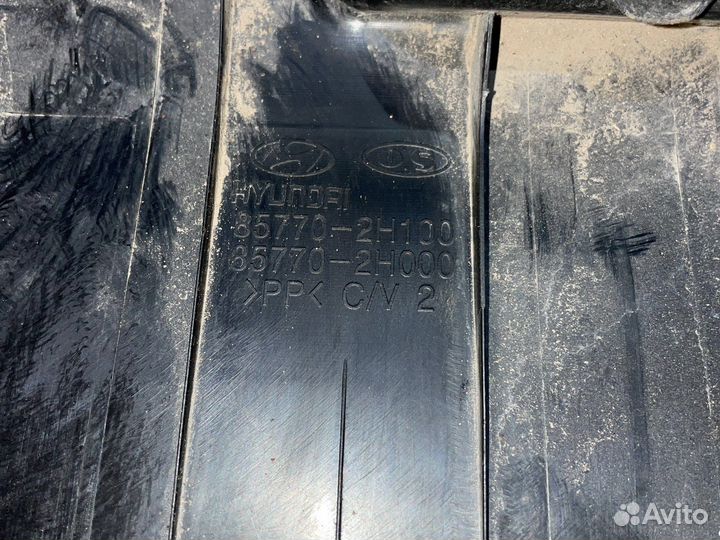 HYUNDAI
85770-2H100
85770-2H000
>PP< C/V 2
Avito